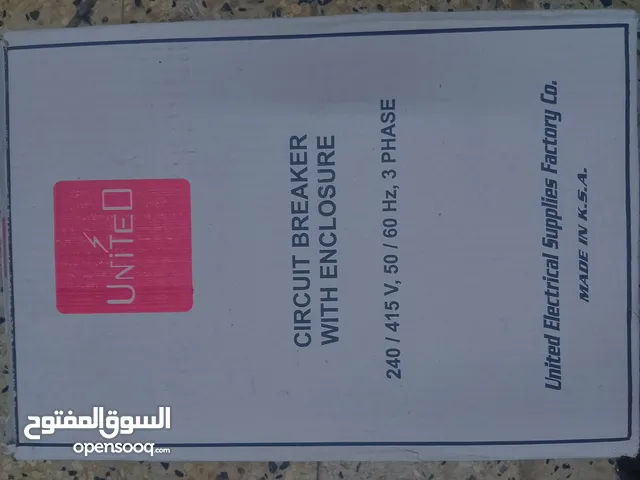 UNITED
CIRCUIT BREAKER
WITH ENCLOSURE
240 / 415 V, 50 / 60 Hz, 3 PHASE
United Electrical Supplies Factory Co.
MADE IN K.S.A.
السوق المفتوح
opensooq.com